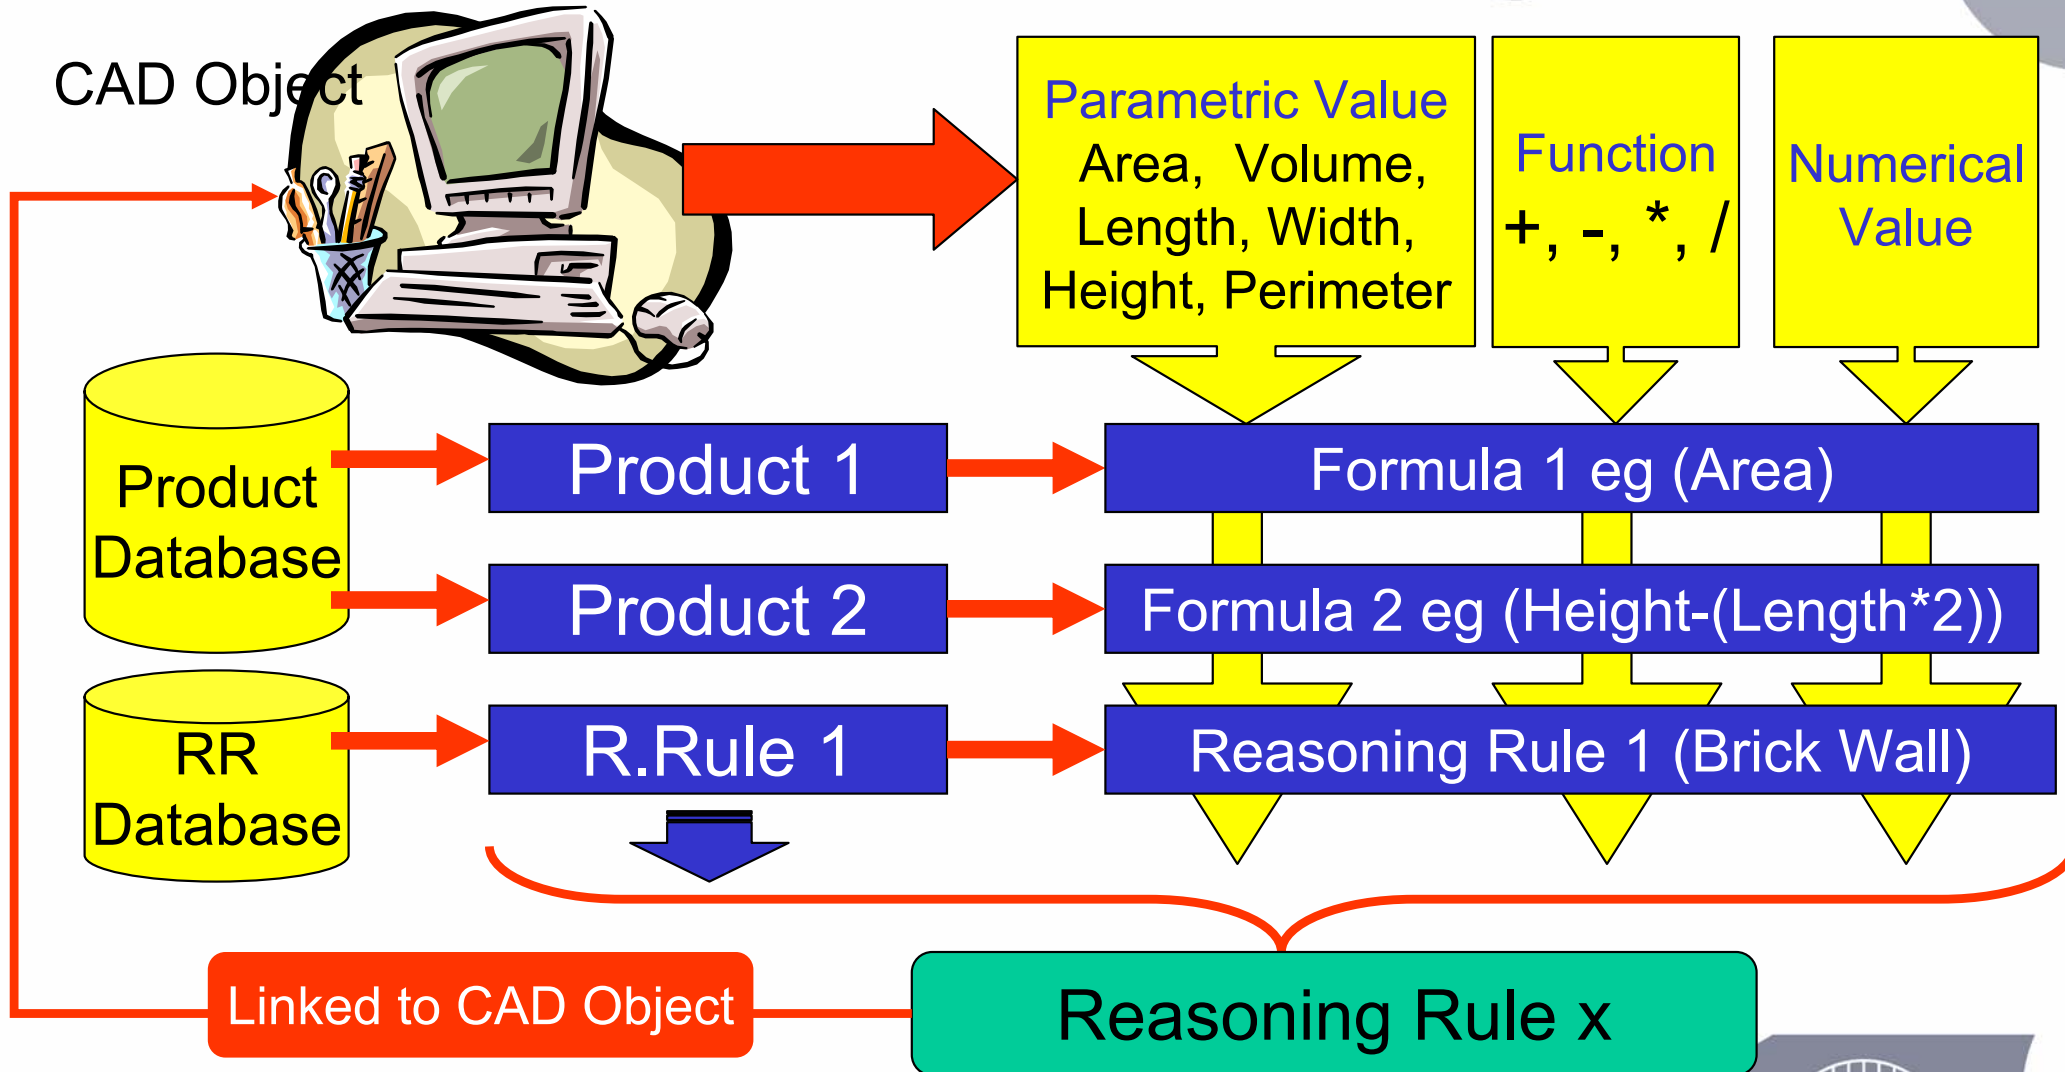 CAD Object
Parametric Value
Area, Volume,
Length, Width,
Height, Perimeter
Function
+, -, *, /
Numerical
Value
Product
Database
Product 1
Formula 1 eg (Area)
Product 2
Formula 2 eg (Height-(Length*2))
RR
Database
R.Rule 1
Reasoning Rule 1 (Brick Wall)
Linked to CAD Object
Reasoning Rule x